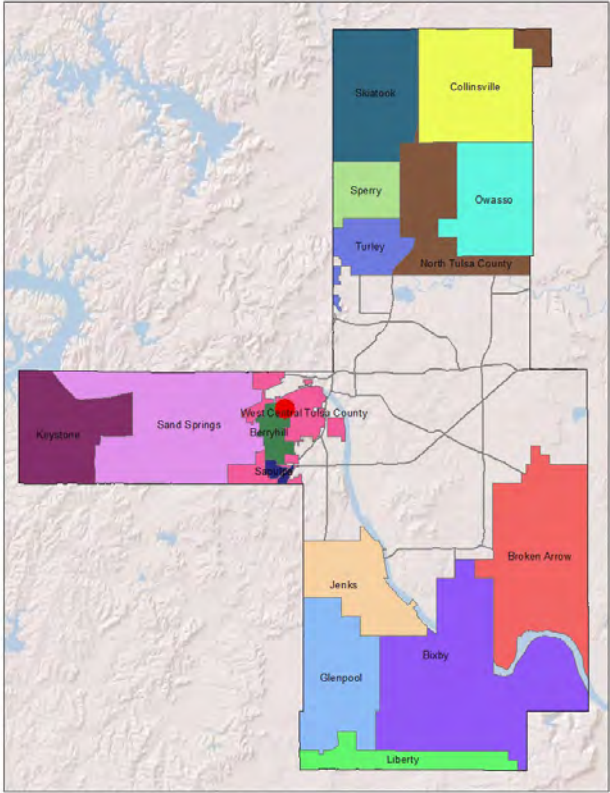 Skiatook
Collinsville
Sperry
Owasso
Turley
North Tulsa County
West Central Tulsa County
Sand Springs
Keystone
Berryhill
Sapulpa
Broken Arrow
Jenks
Bixby
Glenpool
Liberty